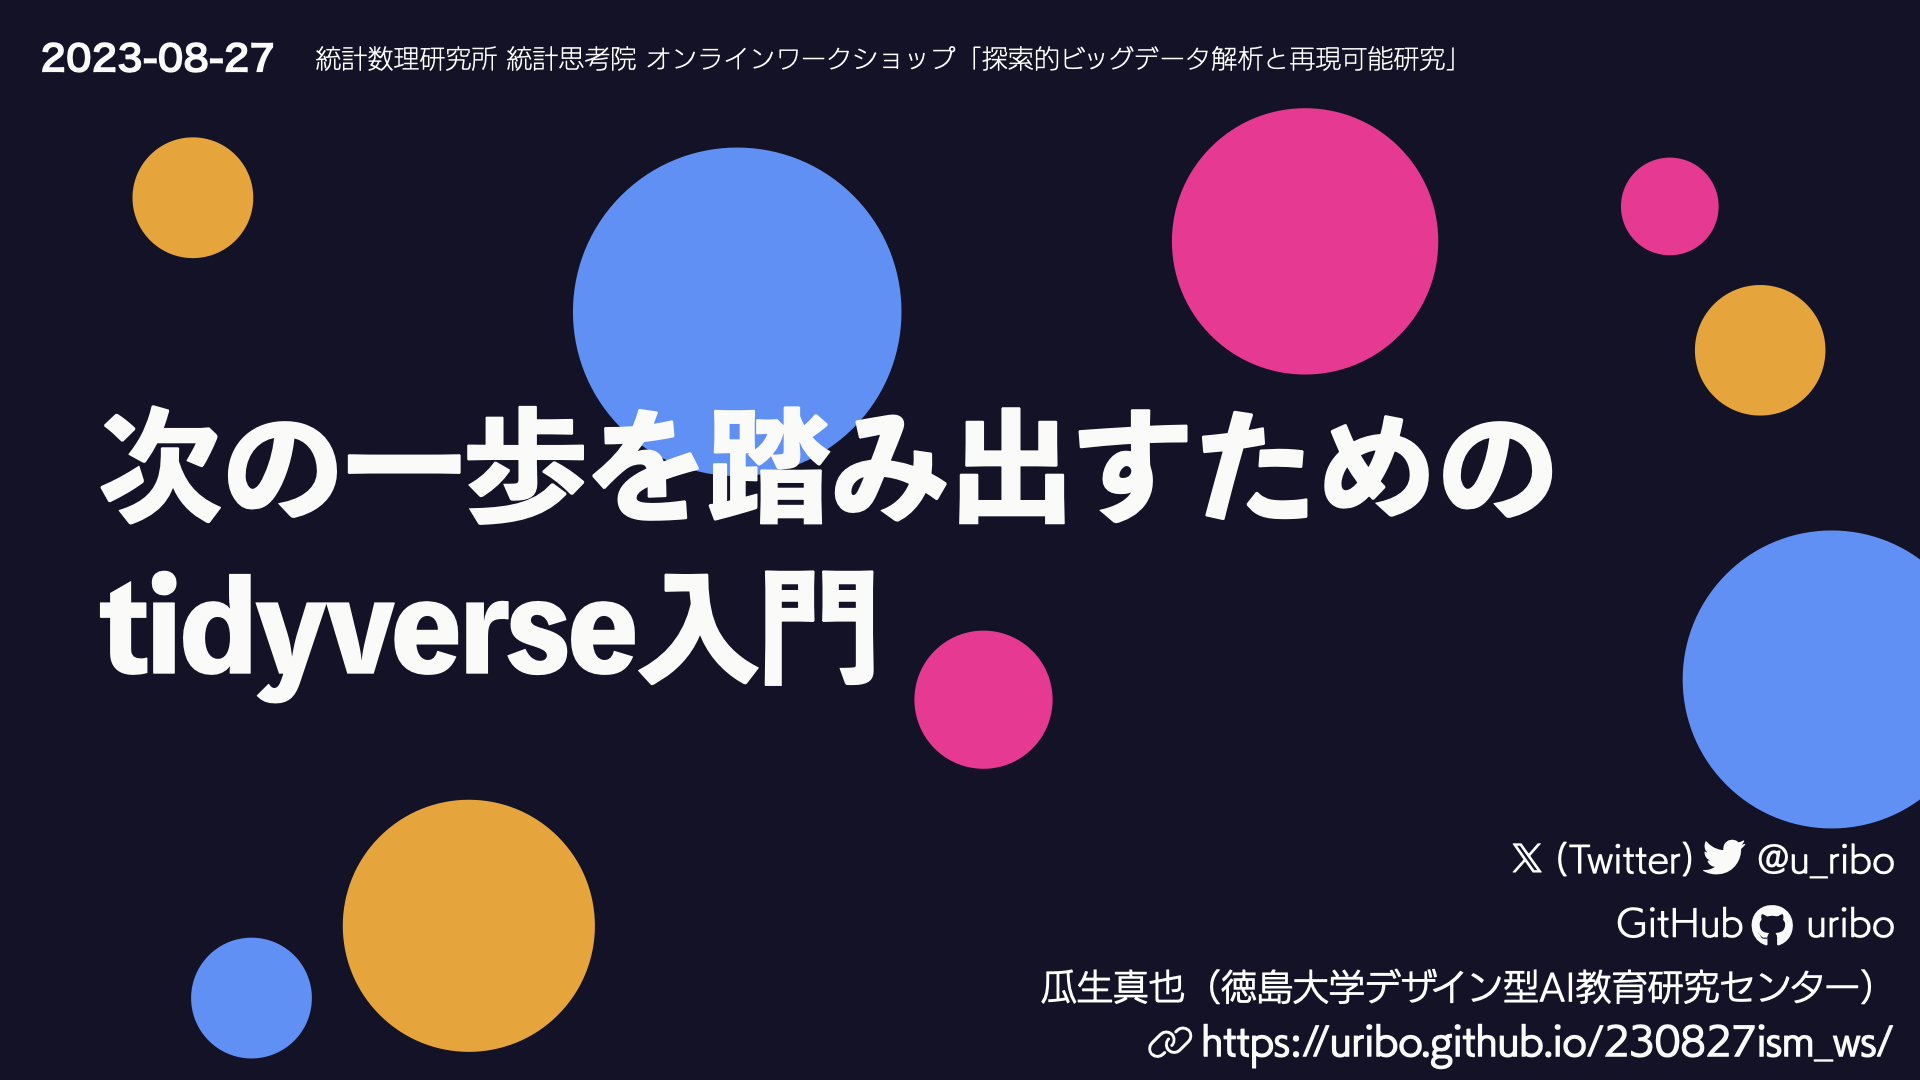 2023-08-27 統計数理研究所 統計思考院 オンラインワークショップ「探索的ビッグデータ解析と再現可能研究」
次の一歩を踏み出すための
tidyverse入門
𝕏 (Twitter) @u_ribo
GitHub uribo
瓜生真也（徳島大学デザイン型AI教育研究センター）
https://uribo.github.io/230827ism_ws/